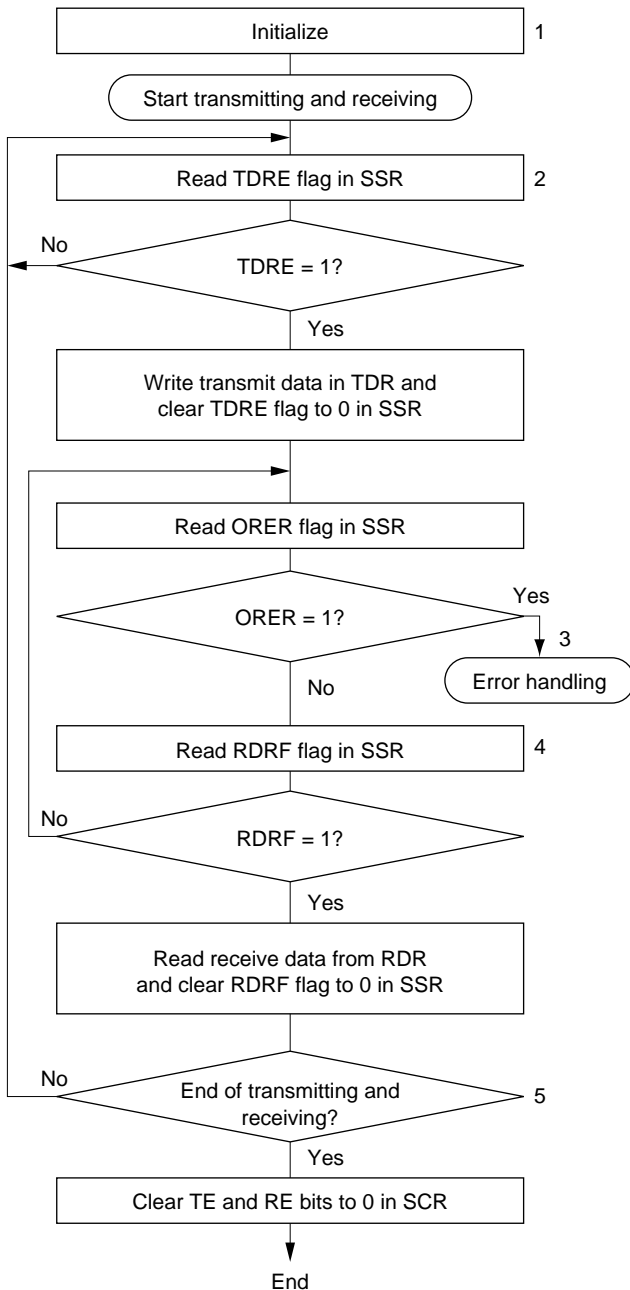 Initialize
1
Start transmitting and receiving
Read TDRE flag in SSR
2
No
TDRE = 1?
Yes
Write transmit data in TDR and
clear TDRE flag to 0 in SSR
Read ORER flag in SSR
Yes
ORER = 1?
3
Error handling
No
Read RDRF flag in SSR
4
No
RDRF = 1?
Yes
Read receive data from RDR
and clear RDRF flag to 0 in SSR
No
End of transmitting and
receiving?
5
Yes
Clear TE and RE bits to 0 in SCR
End